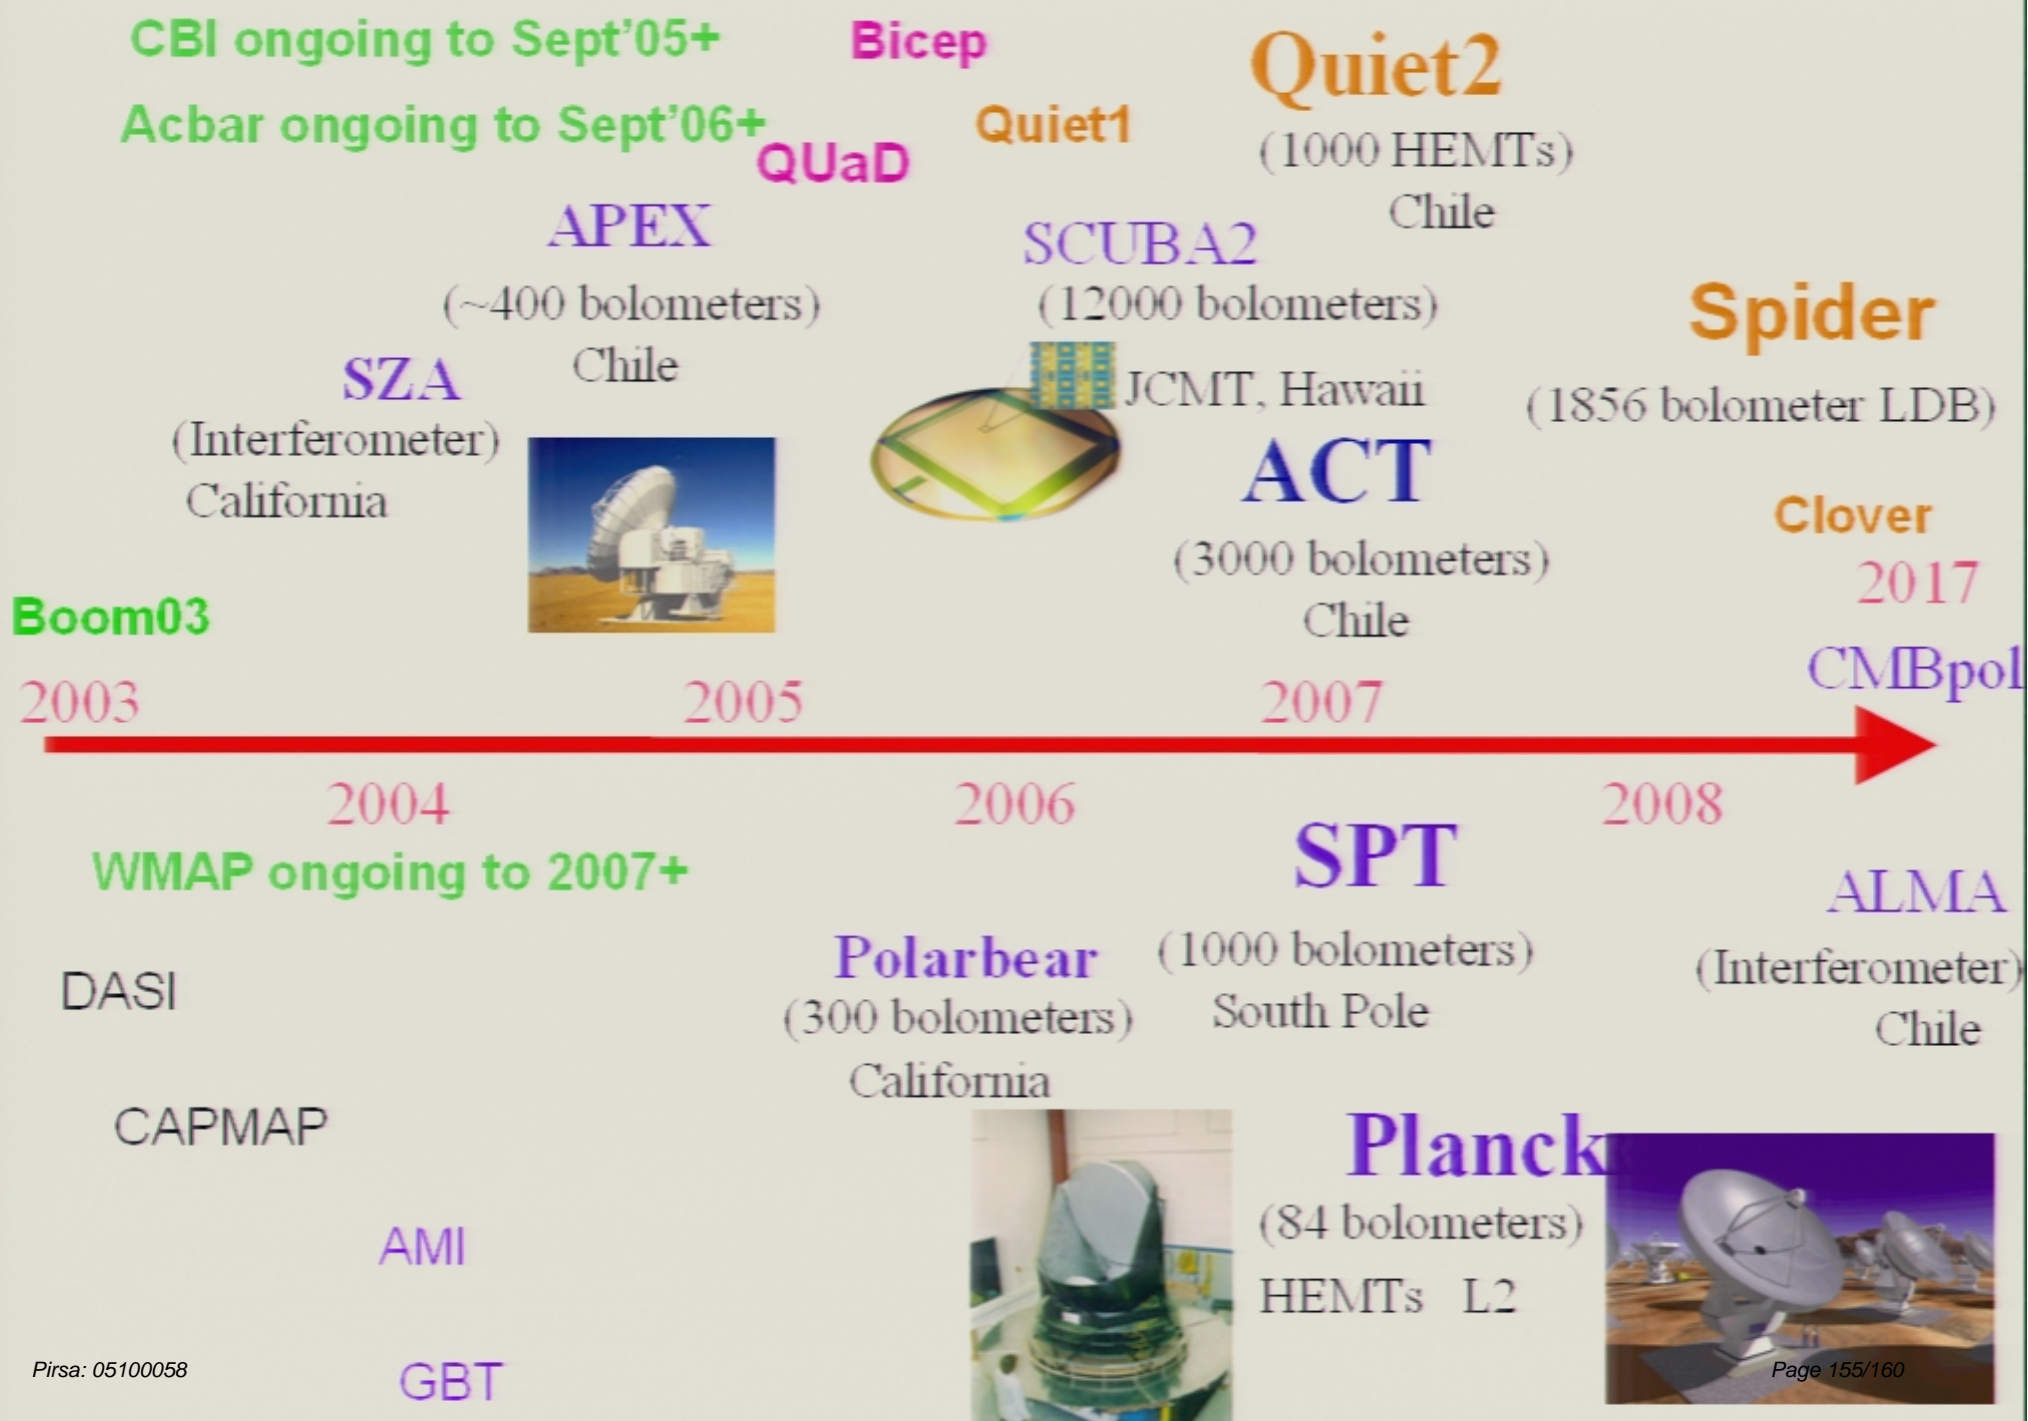 CBI ongoing to Sept'05+
Bicep
Quiet2
Acbar ongoing to Sept'06+
Quiet1
(1000 HEMTs)
QUaD
Chile
APEX
SCUBA2
(~400 bolometers)
(12000 bolometers)
Spider
Chile
JCMT, Hawaii
(1856 bolometer LDB)
SZA
(Interferometer)
California
ACT
(3000 bolometers)
Chile
Clover
2017
CMBpol
Boom03
2003
2005
2007
2004
2006
2008
WMAP ongoing to 2007+
SPT
(1000 bolometers)
South Pole
ALMA
(Interferometer)
Chile
Polarbear
(300 bolometers)
California
DASI
CAPMAP
Planck
(84 bolometers)
HEMTs L2
AMI
GBT
Pirsa: 05100058
Page 155/160